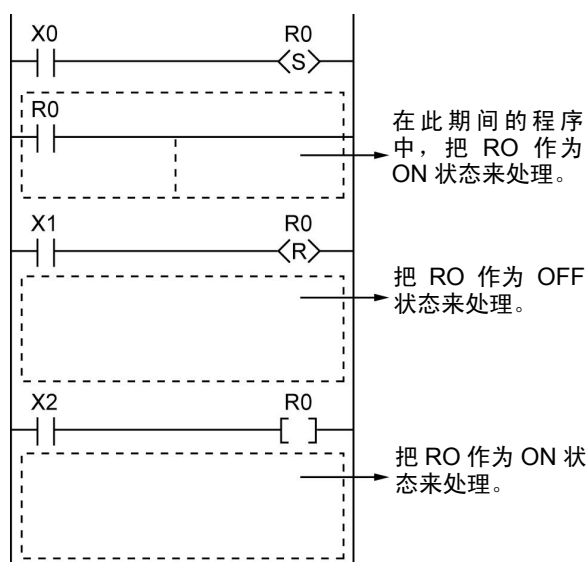 X0 R0
S
R0
在此期间的程序
中，把 RO 作为
ON 状态来处理。
X1 R0
R
把 RO 作为 OFF
状态来处理。
X2 R0
把 RO 作为 ON 状
态来处理。